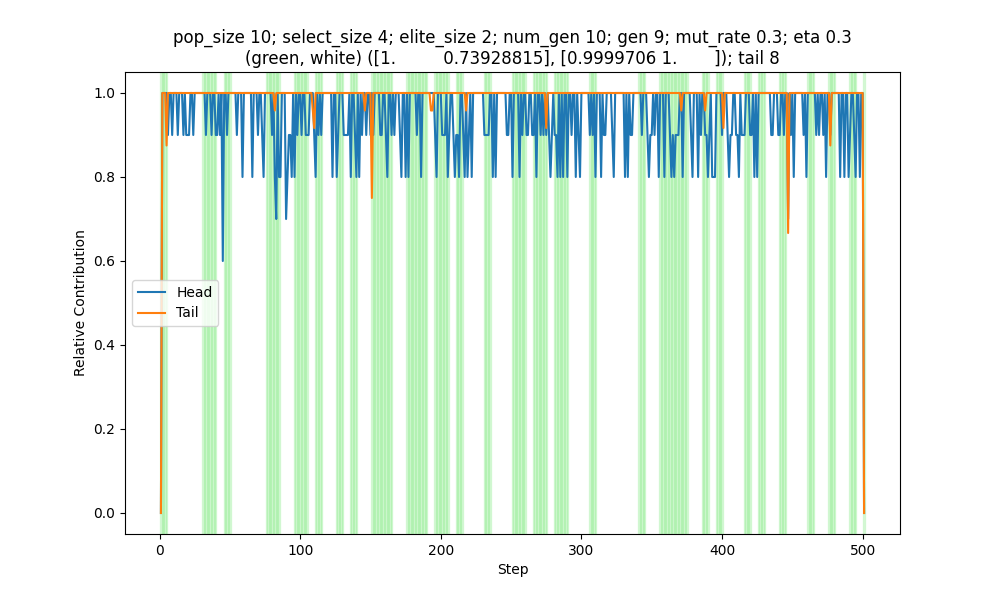 pop_size 10; select_size 4; elite_size 2; num_gen 10; gen 9; mut_rate 0.3; eta 0.3
(green, white) ([1. 0.73928815], [0.9999706 1. ]); tail 8
1.0
0.8
0.6
0.4
0.2
0.0
Relative Contribution
Head
Tail
0
100
200
300
400
500
Step